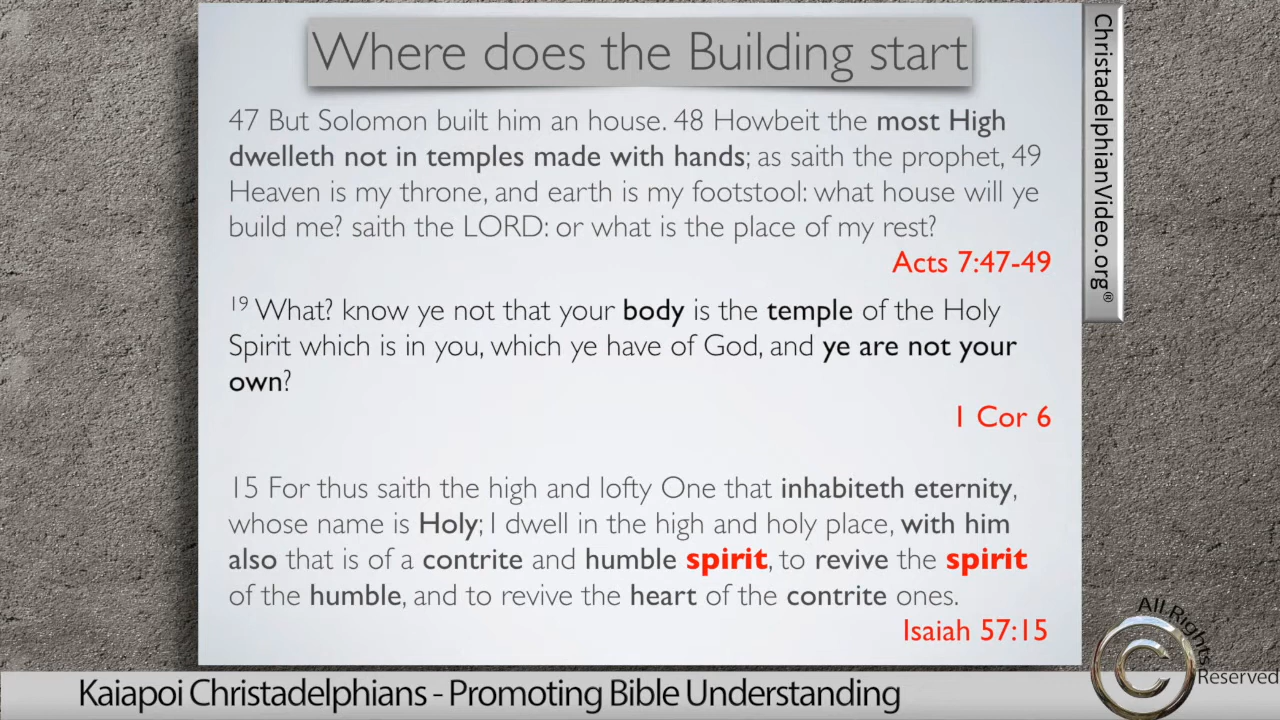 Where does the Building start
47 But Solomon built him an house. 48 Howbeit the most High
dwelleth not in temples made with hands; as saith the prophet, 49
Heaven is my throne, and earth is my footstool: what house will ye
build me? saith the LORD: or what is the place of my rest?
Acts 7:47-49
19 What? know ye not that your body is the temple of the Holy
Spirit which is in you, which ye have of God, and ye are not your
own?
1 Cor 6
15 For thus saith the high and lofty One that inhabiteth eternity,
whose name is Holy; I dwell in the high and holy place, with him
also that is of a contrite and humble spirit, to revive the spirit
of the humble, and to revive the heart of the contrite ones.
Isaiah 57:15
ChristadelphianVideo.org®
All Rights
Reserved
C
Kaiapoi Christadelphians - Promoting Bible Understanding